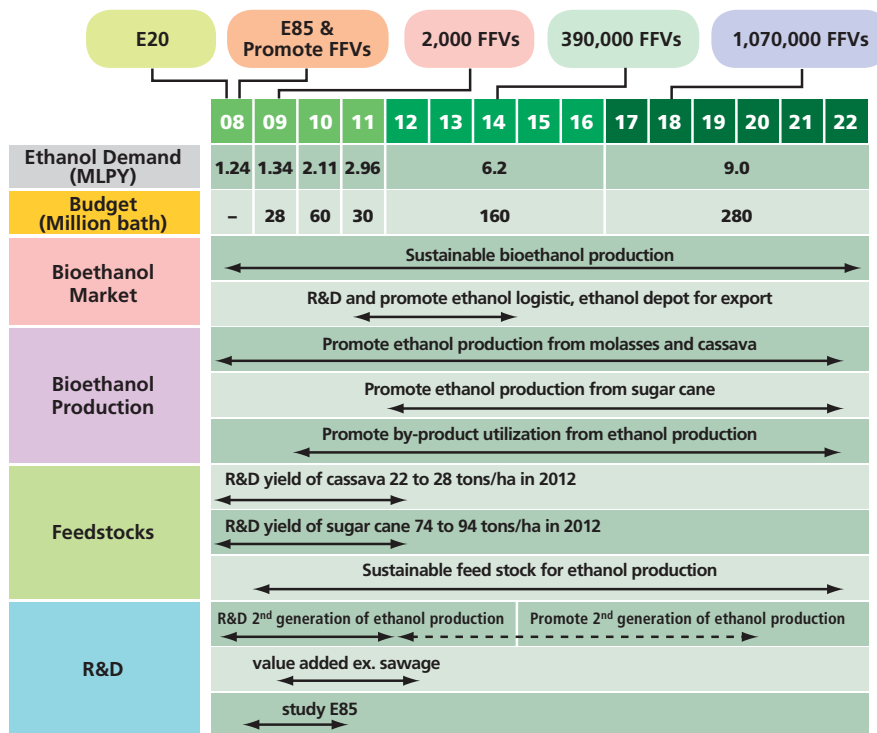 E20
E85 &
Promote FFVs
2,000 FFVs
390,000 FFVs
1,070,000 FFVs
08 09 10 11 12 13 14 15 16 17 18 19 20 21 22
Ethanol Demand
(MLPY)
1.24 1.34 2.11 2.96 6.2 9.0
Budget
(Million bath)
– 28 60 30 160 280
Bioethanol
Market
Sustainable bioethanol production
R&D and promote ethanol logistic, ethanol depot for export
Bioethanol
Production
Promote ethanol production from molasses and cassava
Promote ethanol production from sugar cane
Promote by-product utilization from ethanol production
Feedstocks
R&D yield of cassava 22 to 28 tons/ha in 2012
R&D yield of sugar cane 74 to 94 tons/ha in 2012
Sustainable feed stock for ethanol production
R&D
R&D 2nd generation of ethanol production
Promote 2nd generation of ethanol production
value added ex. sawage
study E85